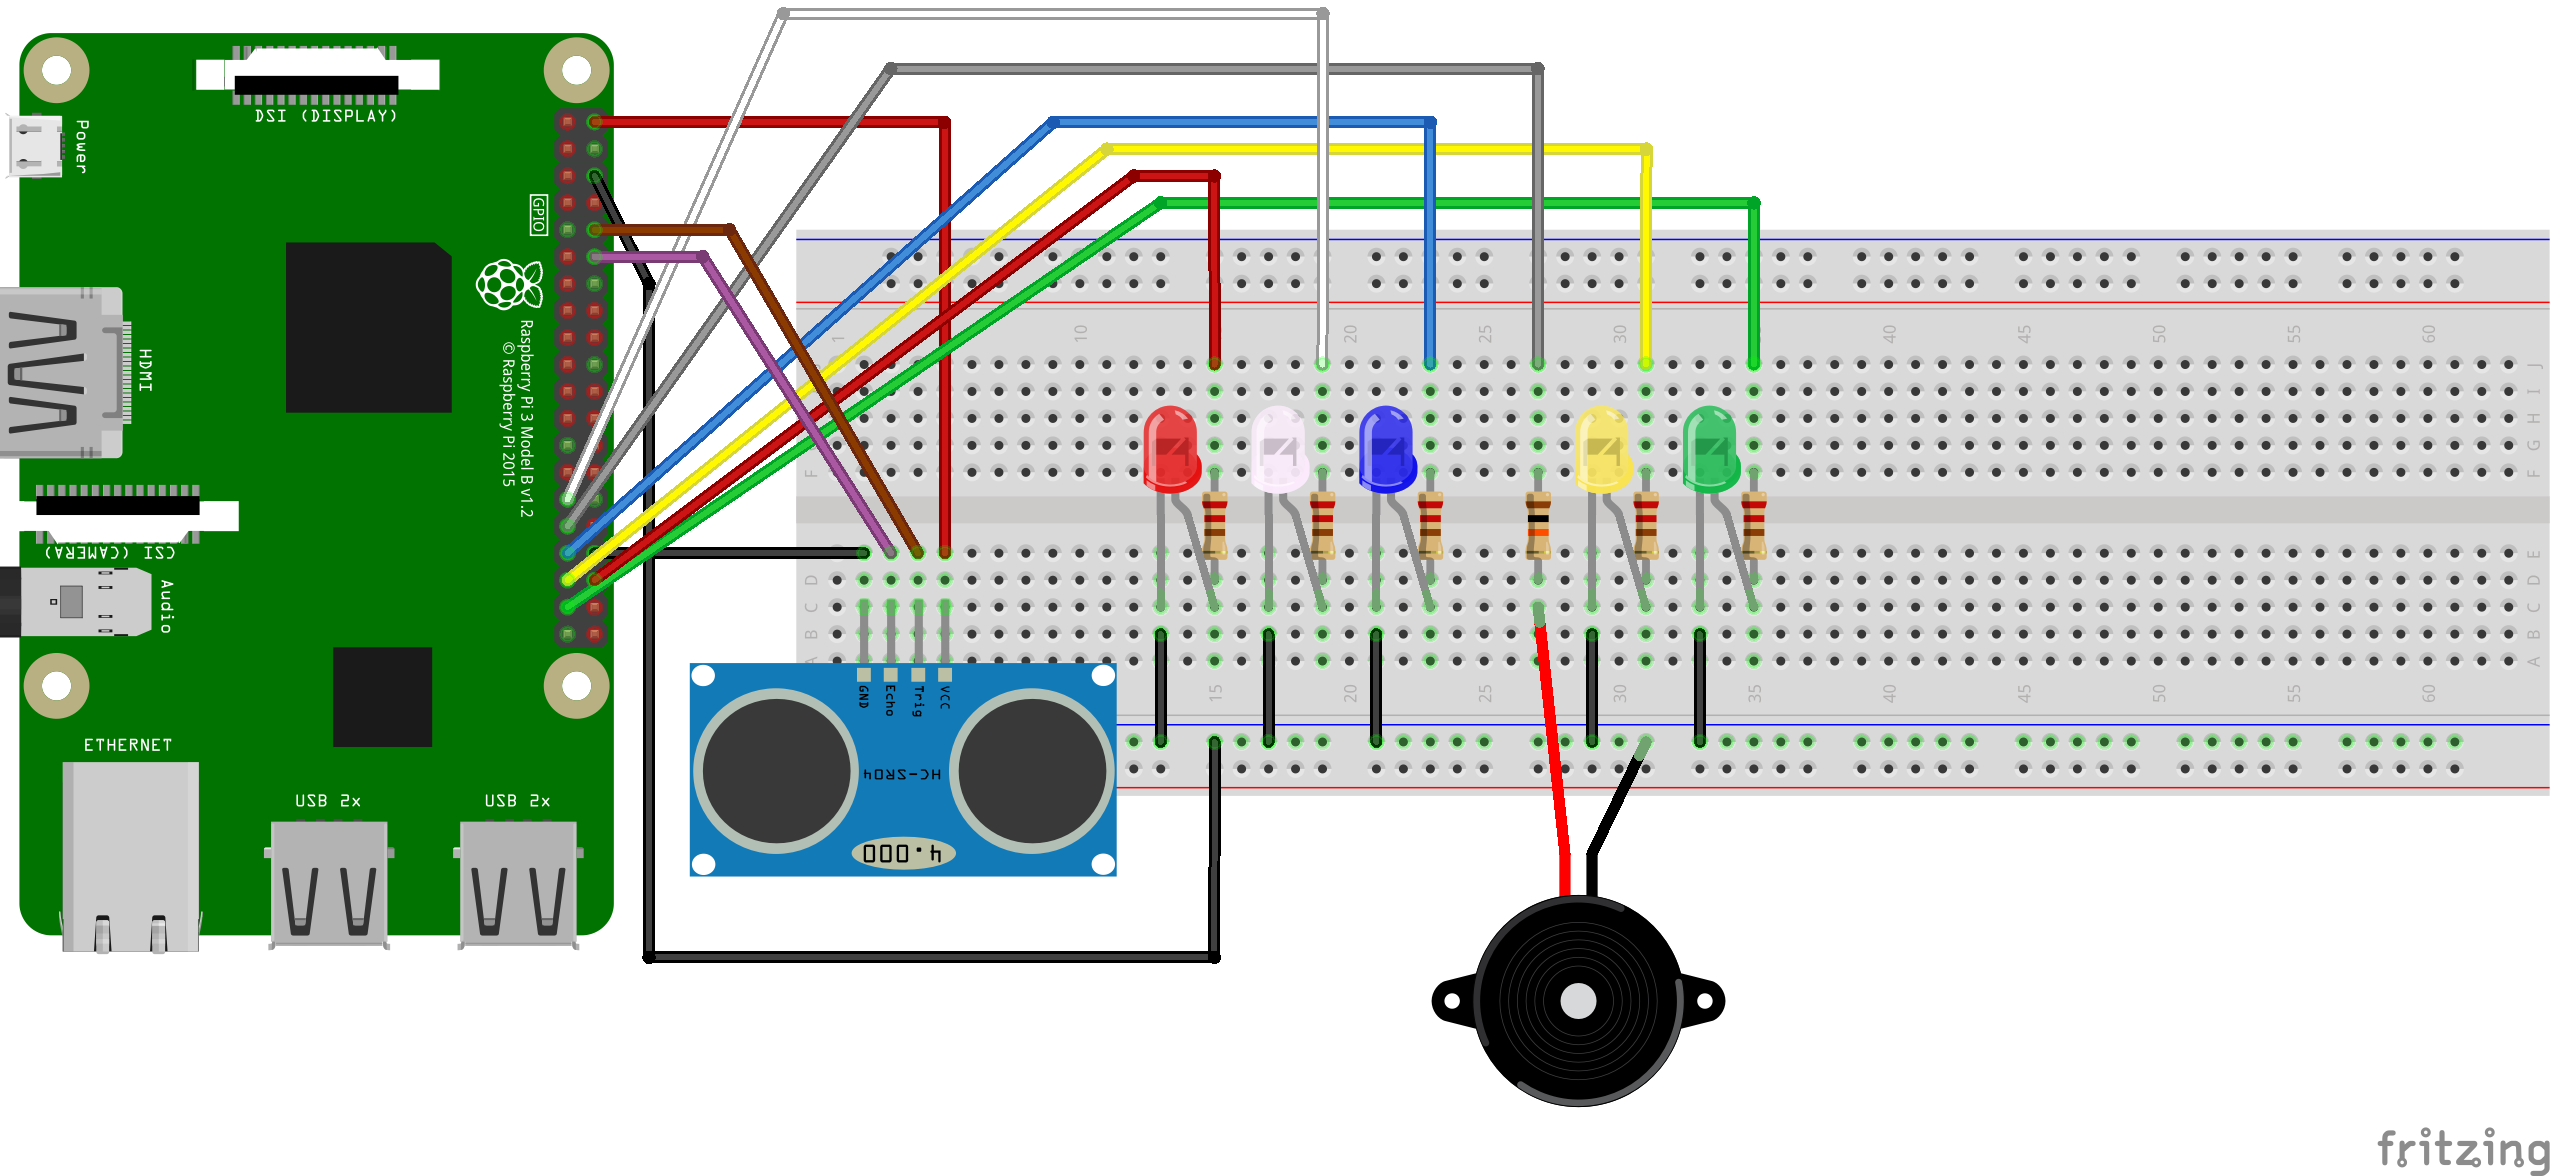 DSI (DISPLAY)
Power
GPIO
HDMI
Raspberry Pi 3 Model B v1.2
© Raspberry Pi 2015
CSI (CAMERA)
Audio
ETHERNET
USB 2x
USB 2x
1
10
20
25
30
40
45
50
55
60
J
I
H
G
F
F
E
D
C
B
A
D
C
B
A
15
20
25
30
35
40
45
50
55
60
GND
Echo
Trig
VCC
HC-SR04
4.000
fritzing